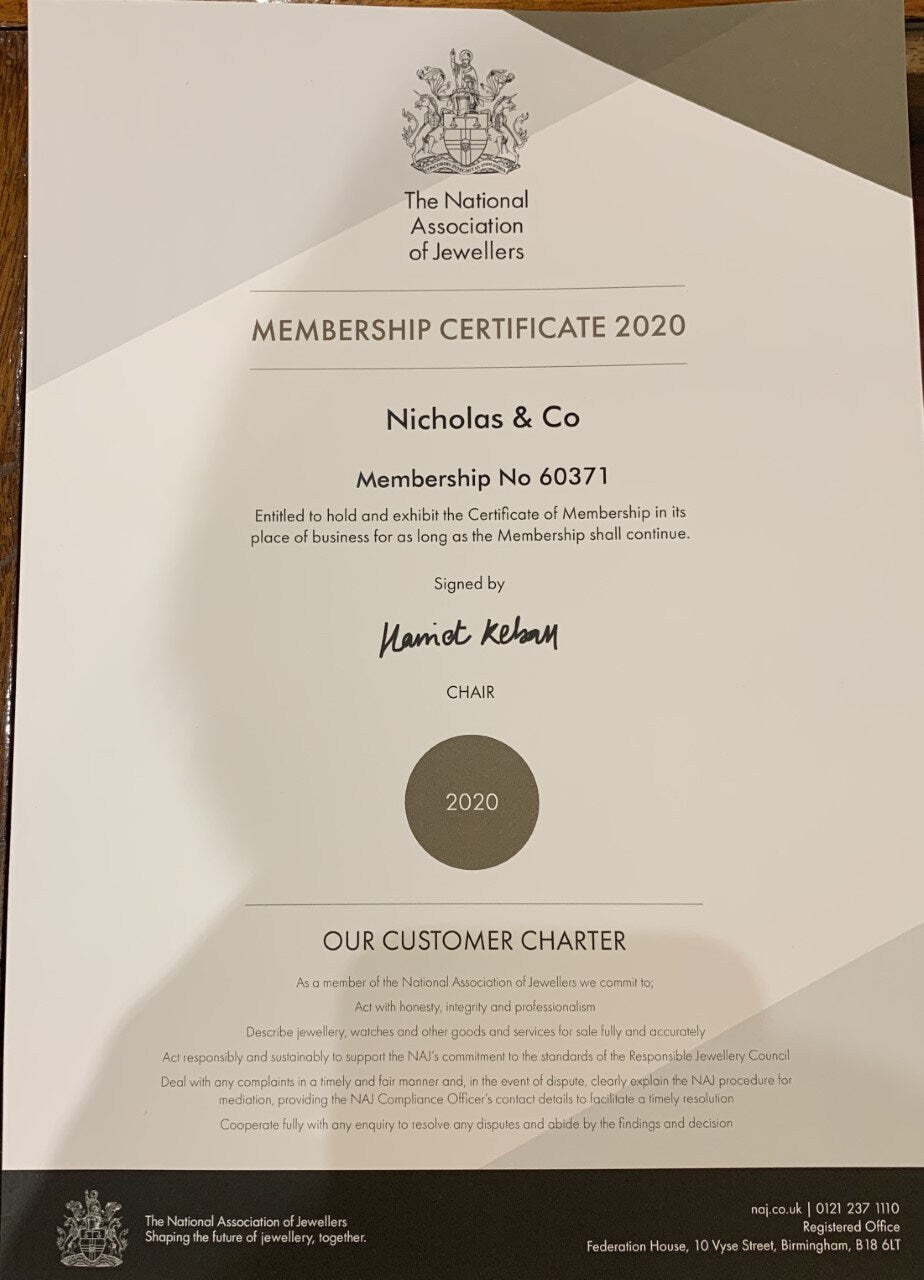 The National
Association
of Jewellers
MEMBERSHIP CERTIFICATE 2020
Nicholas & Co
Membership No 60371
Entitled to hold and exhibit the Certificate of Membership in its
place of business for as long as the Membership shall continue.
Signed by
CHAIR
2020
OUR CUSTOMER CHARTER
As a member of the National Association of Jewellers we commit to;
Act with honesty, integrity and professionalism
Describe jewellery, watches and other goods and services for sale fully and accurately
Act responsibly and sustainably to support the NAJ's commitment to the standards of the Responsible Jewellery Council
Deal with any complaints in a timely and fair manner and, in the event of dispute, clearly explain the NAJ procedure for
mediation, providing the NAJ Compliance Officer's contact details to facilitate a timely resolution
Cooperate fully with any enquiry to resolve any disputes and abide by the findings and decision
The National Association of Jewellers
Shaping the future of jewellery, together.
naj.co.uk | 0121 237 1110
Registered Office
Federation House, 10 Vyse Street, Birmingham, B18 6LT